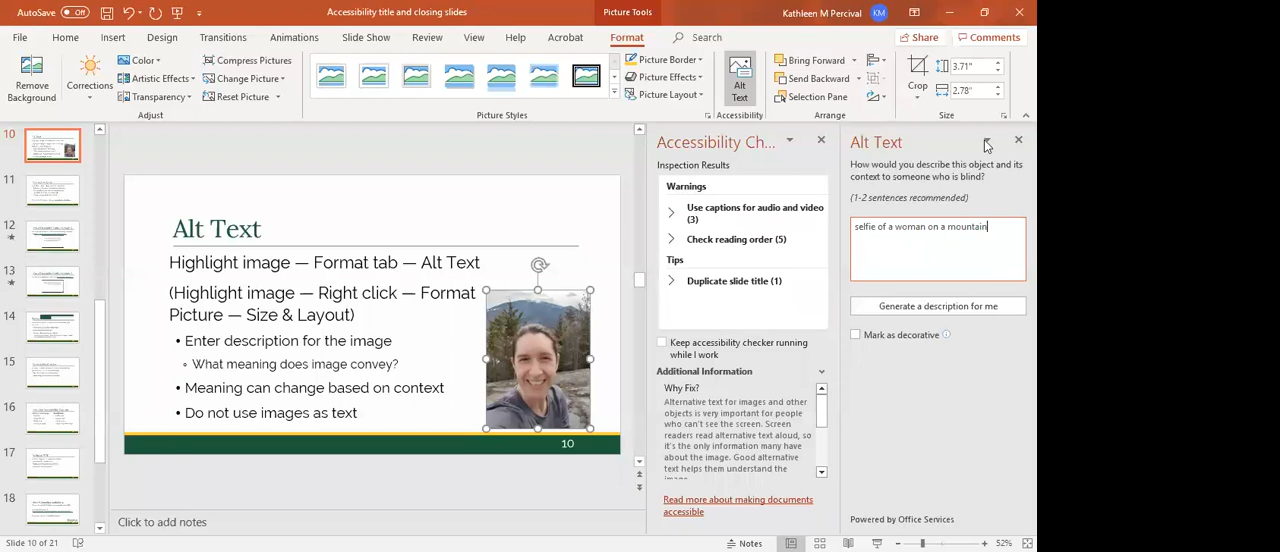 AutoSave Off
Accessibility title and closing slides
Picture Tools
Kathleen M Percival KM
File Home Insert Design Transitions Animations Slide Show Review View Help Acrobat Format Search
Share Comments
Remove Background
Corrections
Color
Artistic Effects
Transparency
Compress Pictures
Change Picture
Reset Picture
Picture Border
Picture Effects
Picture Layout
Alt Text
Bring Forward
Send Backward
Selection Pane
Crop
3.71"
2.78"
Adjust
Picture Styles
Accessibility
Arrange
Size
10
11
12
13
14
15
16
17
18
Alt Text
Highlight image — Format tab — Alt Text
(Highlight image — Right click — Format
Picture — Size & Layout)
• Enter description for the image
◦ What meaning does image convey?
• Meaning can change based on context
• Do not use images as text
10
Click to add notes
Accessibility Ch...
Inspection Results
Warnings
Use captions for audio and video
(3)
Check reading order (5)
Tips
Duplicate slide title (1)
Keep accessibility checker running
while I work
Additional Information
Why Fix?
Alternative text for images and other
objects is very important for people
who can't see the screen. Screen
readers read alternative text aloud, so
it's the only information many have
about the image. Good alternative
text helps them understand the
image
Read more about making documents
accessible
Alt Text
How would you describe this object and its
context to someone who is blind?
(1-2 sentences recommended)
selfie of a woman on a mountain
Generate a description for me
Mark as decorative
Powered by Office Services
Slide 10 of 21
Notes
52%